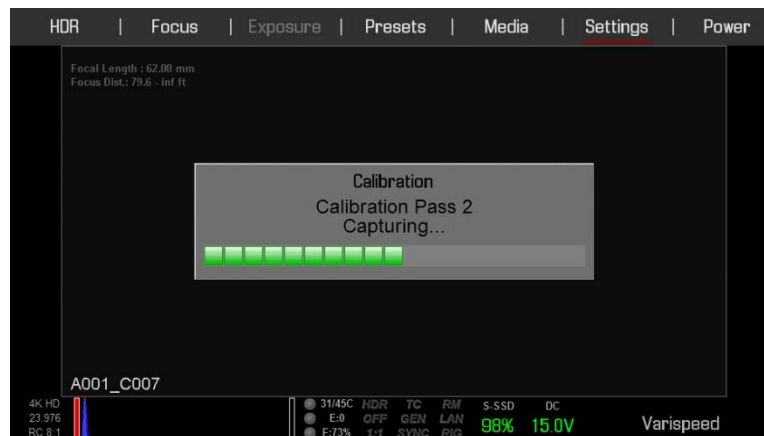 HDR | Focus | Exposure | Presets | Media | Settings | Power
Focal Length : 62.00 mm
Focus Dist.: 79.6 - inf ft
Calibration
Calibration Pass 2
Capturing...
A001_C007
4K HD
23.976
RC 8:1
31/45C HDR TC RM
E:0 OFF GEN LAN
F:73% 1:1 SYNC RIG
S-SSD DC
98% 15.0V
Varispeed